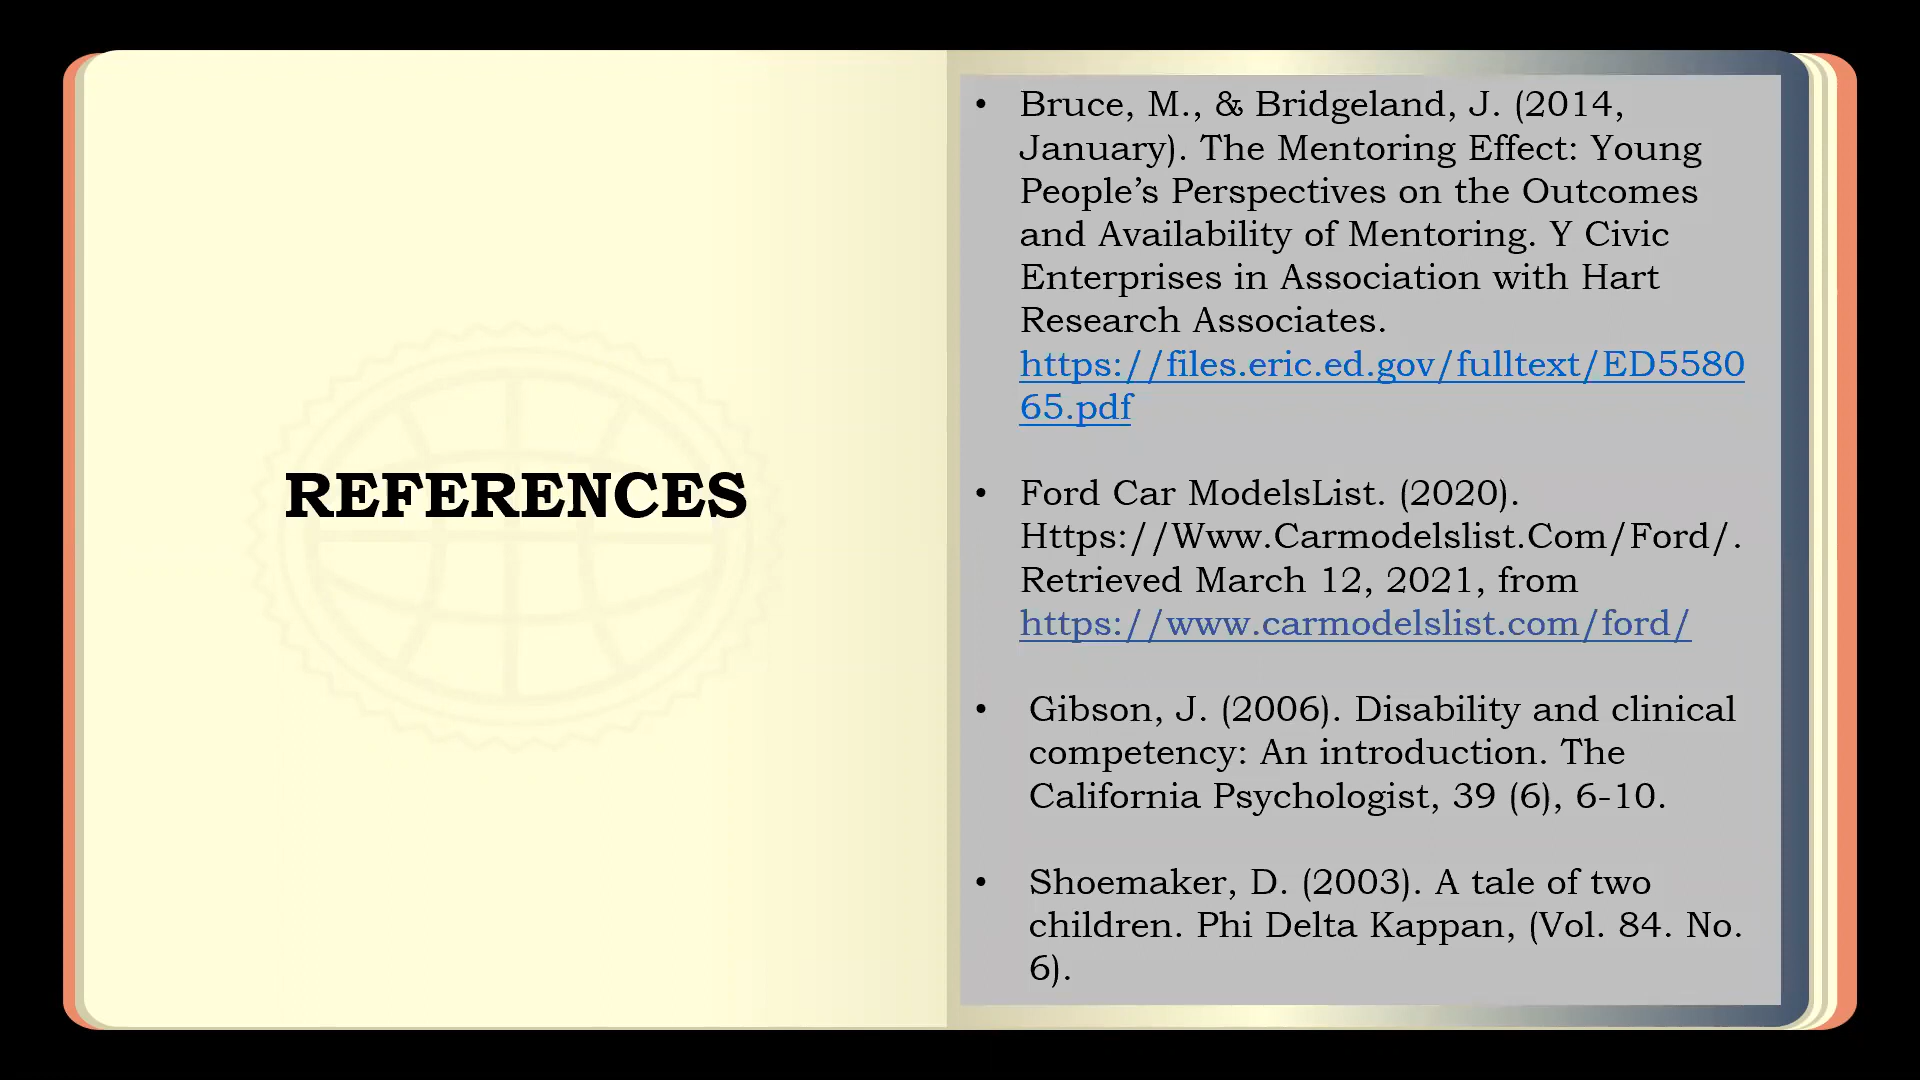 REFERENCES
• Bruce, M., & Bridgeland, J. (2014,
January). The Mentoring Effect: Young
People’s Perspectives on the Outcomes
and Availability of Mentoring. Y Civic
Enterprises in Association with Hart
Research Associates.
https://files.eric.ed.gov/fulltext/ED5580
65.pdf
• Ford Car ModelsList. (2020).
Https://Www.Carmodelslist.Com/Ford/.
Retrieved March 12, 2021, from
https://www.carmodelslist.com/ford/
• Gibson, J. (2006). Disability and clinical
competency: An introduction. The
California Psychologist, 39 (6), 6-10.
• Shoemaker, D. (2003). A tale of two
children. Phi Delta Kappan, (Vol. 84. No.
6).